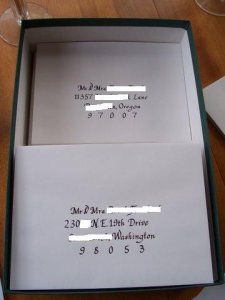 Mr & Mrs
11357 Lane
Oregon
97007
Mr & Mrs
230 N E 19th Drive
Washington
98053